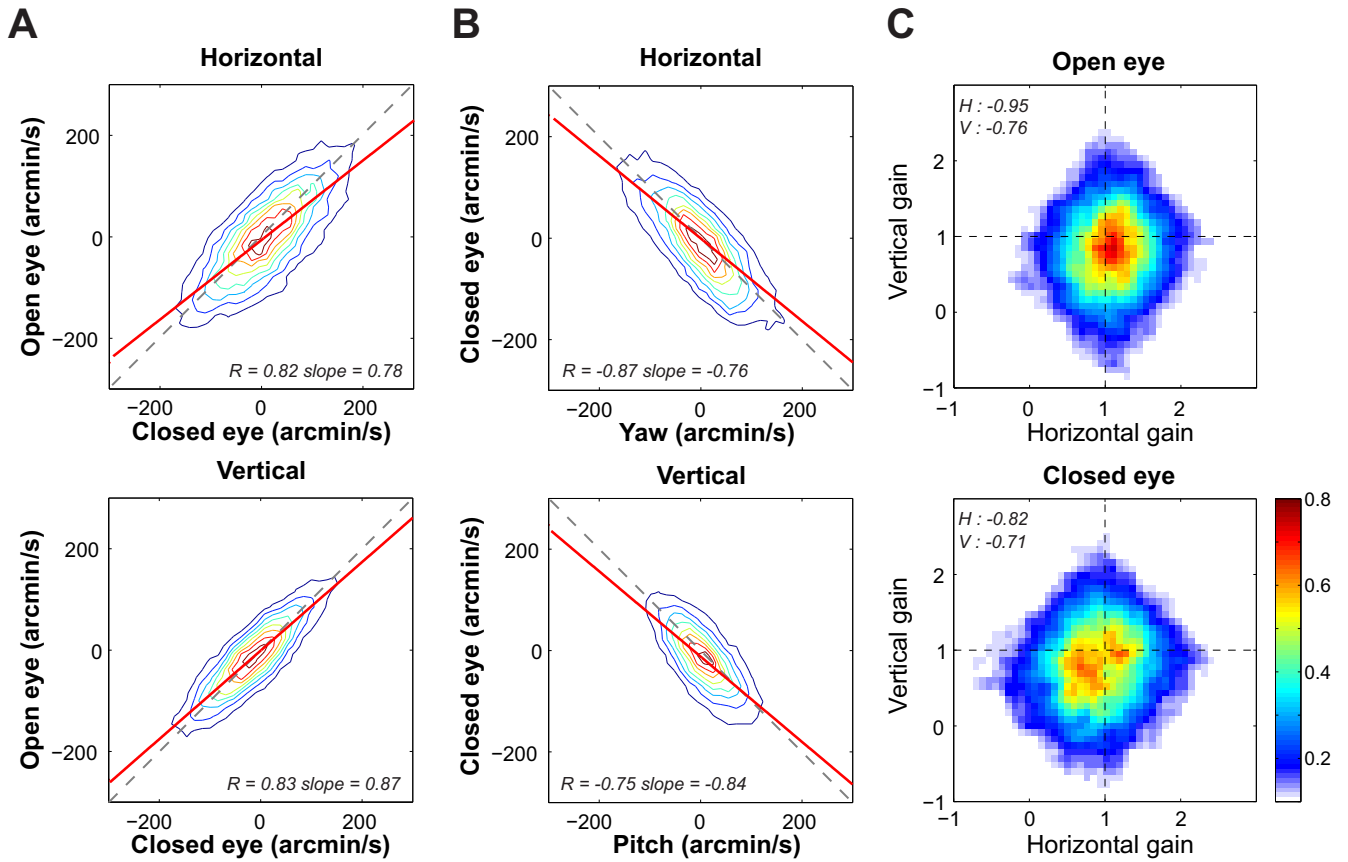 A
Horizontal
Open eye (arcmin/s)
200
0
−200
R = 0.82 slope = 0.78
−200 0 200
Closed eye (arcmin/s)
Vertical
Open eye (arcmin/s)
200
0
−200
R = 0.83 slope = 0.87
−200 0 200
Closed eye (arcmin/s)
B
Horizontal
Closed eye (arcmin/s)
200
0
−200
R = -0.87 slope = -0.76
−200 0 200
Yaw (arcmin/s)
Vertical
Closed eye (arcmin/s)
200
0
−200
R = -0.75 slope = -0.84
−200 0 200
Pitch (arcmin/s)
C
Open eye
H : -0.95
V : -0.76
Vertical gain
2
1
0
−1
−1 0 1 2
Horizontal gain
Closed eye
H : -0.82
V : -0.71
Vertical gain
2
1
0
−1
−1 0 1 2
Horizontal gain
0.8
0.6
0.4
0.2